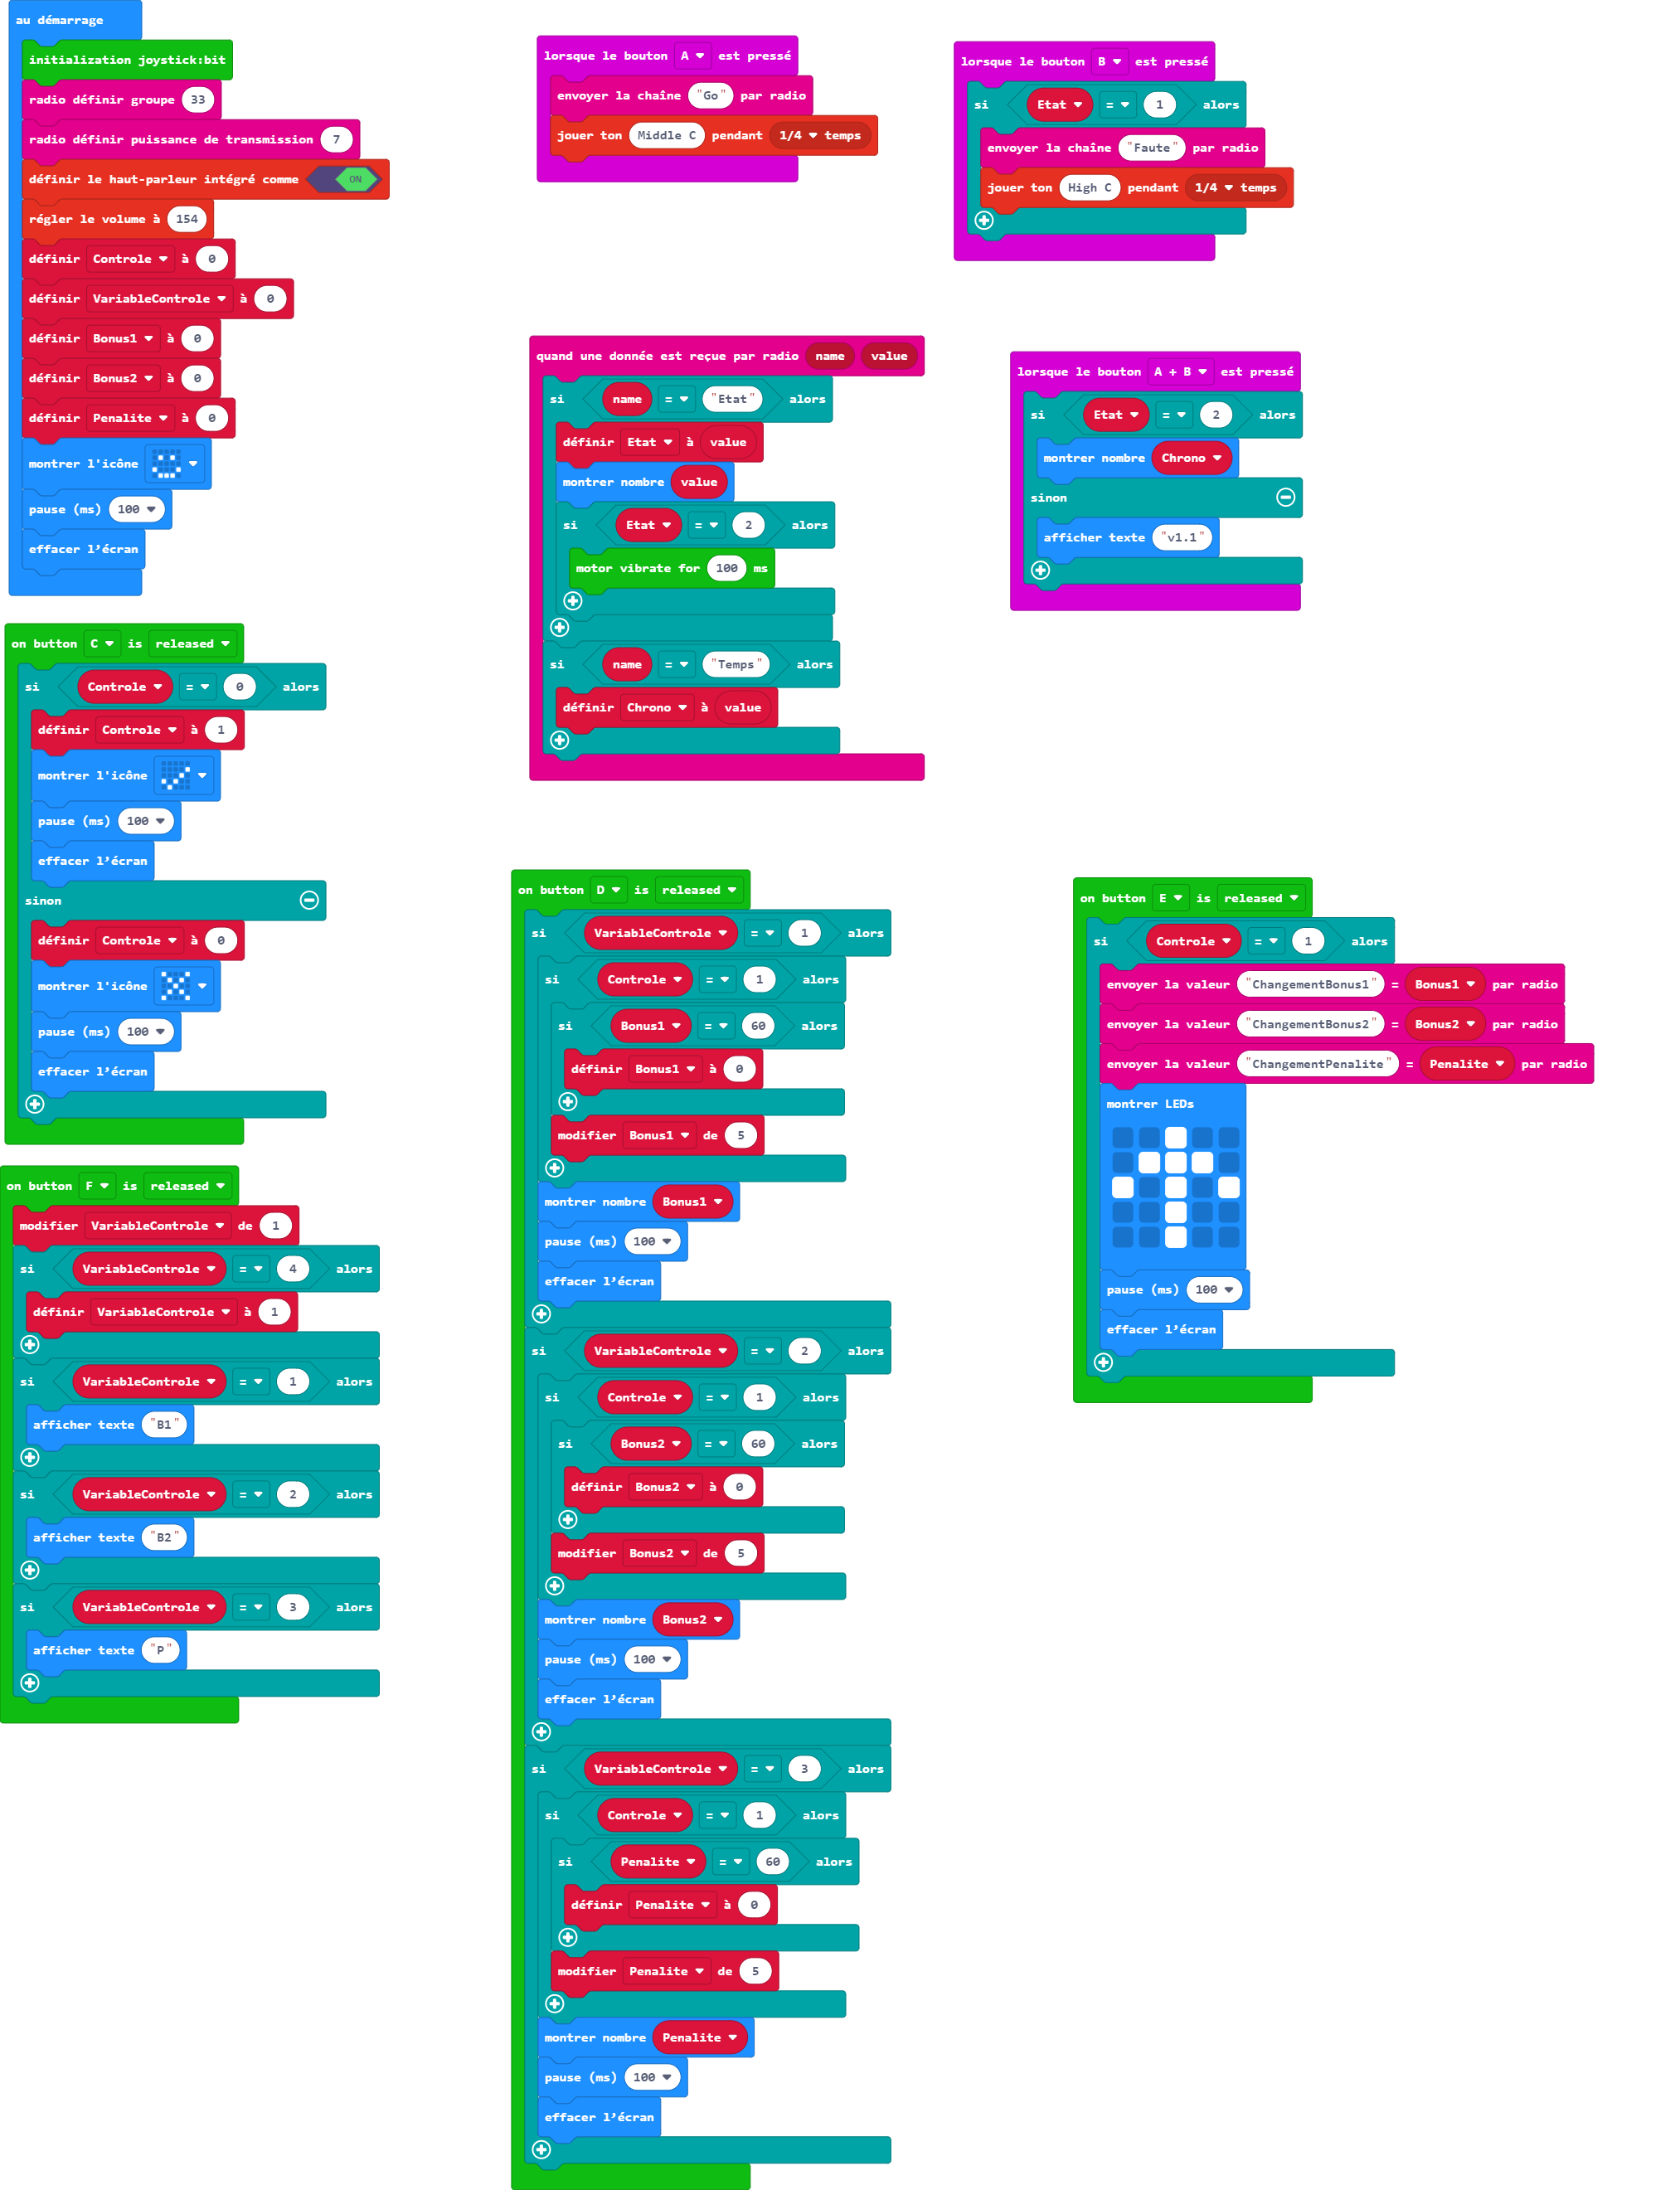 au démarrage
initialization joystick:bit
radio définir groupe 33
radio définir puissance de transmission 7
définir le haut-parleur intégré comme ON
régler le volume à 154
définir Controle à 0
définir VariableControle à 0
définir Bonus1 à 0
définir Bonus2 à 0
définir Penalite à 0
montrer l'icône
pause (ms) 100
effacer l’écran
lorsque le bouton A est pressé
envoyer la chaîne "Go" par radio
jouer ton Middle C pendant 1/4 temps
lorsque le bouton B est pressé
si Etat = 1 alors
envoyer la chaîne "Faute" par radio
jouer ton High C pendant 1/4 temps
quand une donnée est reçue par radio name value
si name = "Etat" alors
définir Etat à value
montrer nombre value
si Etat = 2 alors
motor vibrate for 100 ms
si name = "Temps" alors
définir Chrono à value
lorsque le bouton A + B est pressé
si Etat = 2 alors
montrer nombre Chrono
sinon
afficher texte "v1.1"
on button C is released
si Controle = 0 alors
définir Controle à 1
montrer l'icône
pause (ms) 100
effacer l’écran
sinon
définir Controle à 0
montrer l'icône
pause (ms) 100
effacer l’écran
on button F is released
modifier VariableControle de 1
si VariableControle = 4 alors
définir VariableControle à 1
si VariableControle = 1 alors
afficher texte "B1"
si VariableControle = 2 alors
afficher texte "B2"
si VariableControle = 3 alors
afficher texte "P"
on button D is released
si VariableControle = 1 alors
si Controle = 1 alors
si Bonus1 = 60 alors
définir Bonus1 à 0
modifier Bonus1 de 5
montrer nombre Bonus1
pause (ms) 100
effacer l’écran
si VariableControle = 2 alors
si Controle = 1 alors
si Bonus2 = 60 alors
définir Bonus2 à 0
modifier Bonus2 de 5
montrer nombre Bonus2
pause (ms) 100
effacer l’écran
si VariableControle = 3 alors
si Controle = 1 alors
si Penalite = 60 alors
définir Penalite à 0
modifier Penalite de 5
montrer nombre Penalite
pause (ms) 100
effacer l’écran
on button E is released
si Controle = 1 alors
envoyer la valeur "ChangementBonus1" = Bonus1 par radio
envoyer la valeur "ChangementBonus2" = Bonus2 par radio
envoyer la valeur "ChangementPenalite" = Penalite par radio
montrer LEDs
pause (ms) 100
effacer l’écran